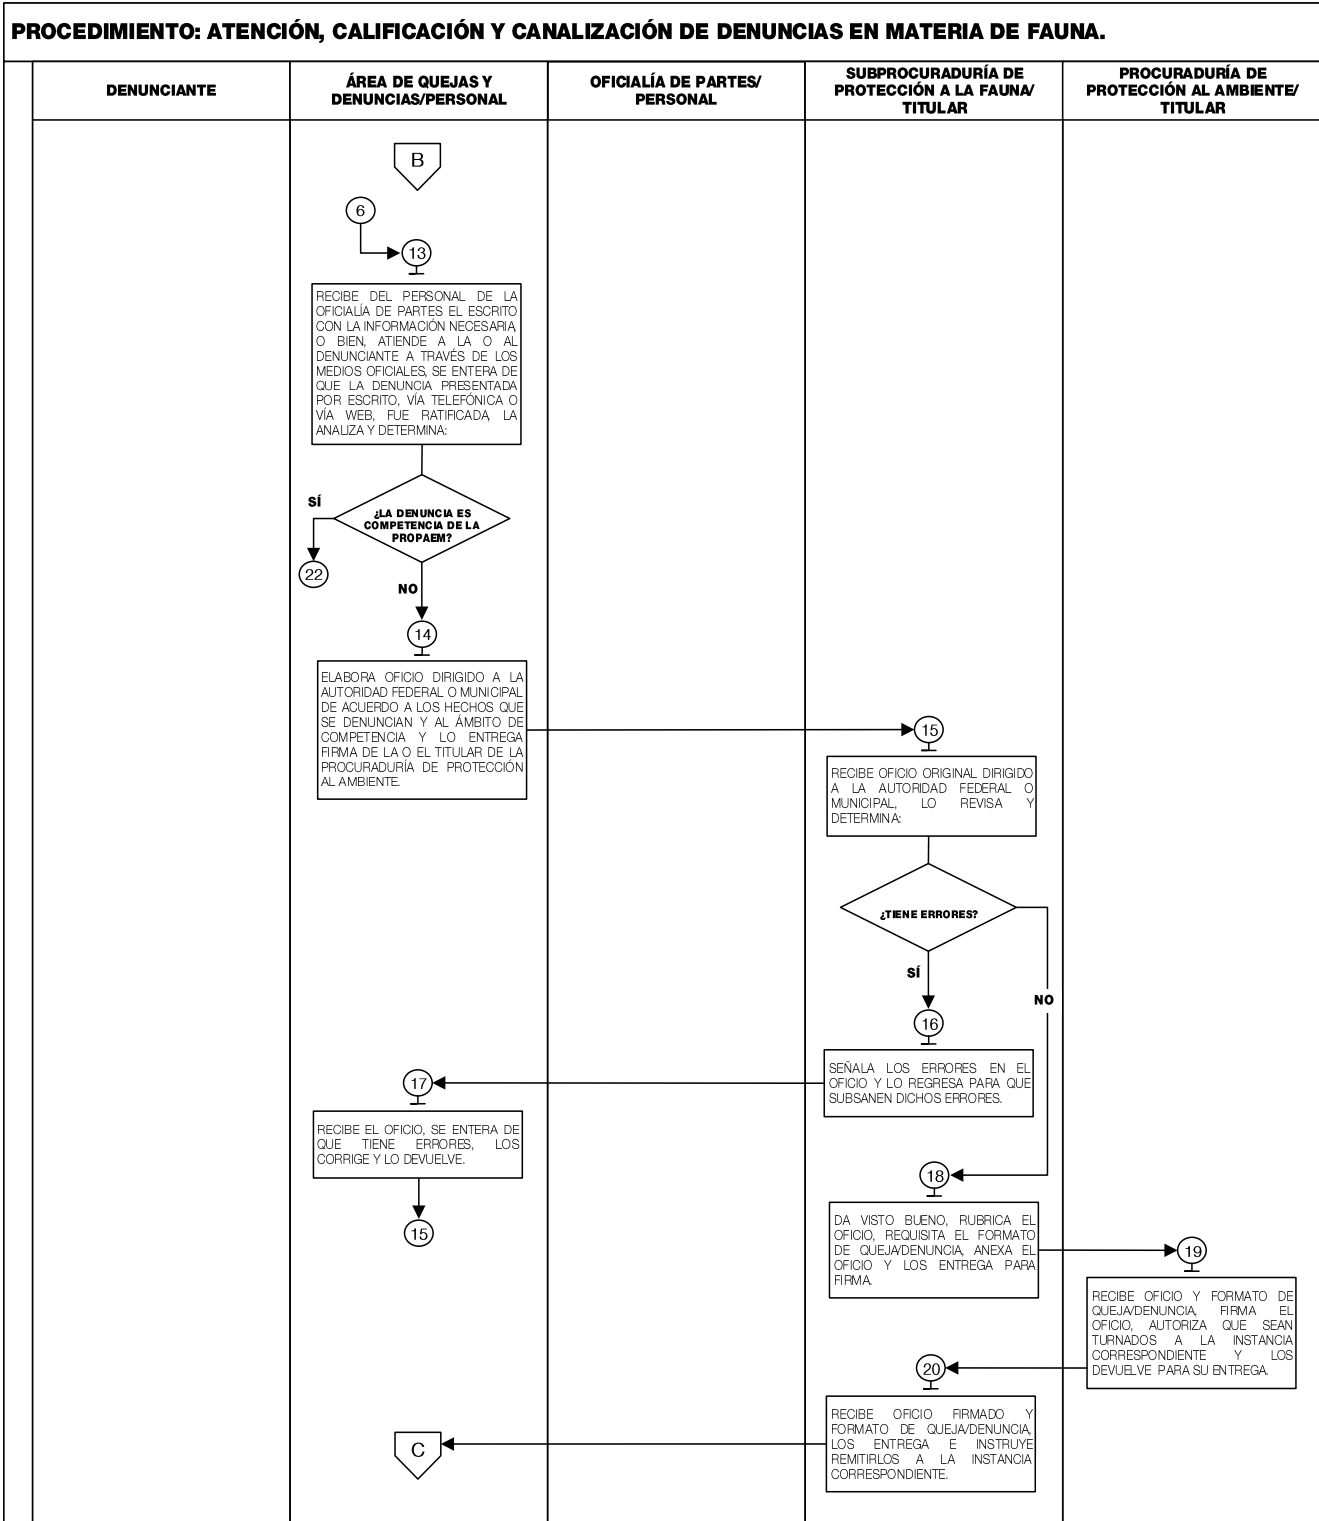 PROCEDIMIENTO: ATENCIÓN, CALIFICACIÓN Y CANALIZACIÓN DE DENUNCIAS EN MATERIA DE FAUNA.
DENUNCIANTE
ÁREA DE QUEJAS Y
DENUNCIAS/PERSONAL
OFICIALÍA DE PARTES/
PERSONAL
SUBPROCURADURÍA DE
PROTECCIÓN A LA FAUNA/
TITULAR
PROCURADURÍA DE
PROTECCIÓN AL AMBIENTE/
TITULAR
B
6
13
RECIBE DEL PERSONAL DE LA
OFICIALÍA DE PARTES EL ESCRITO
CON LA INFORMACIÓN NECESARIA,
O BIEN, ATIENDE A LA O AL
DENUNCIANTE A TRAVÉS DE LOS
MEDIOS OFICIALES, SE ENTERA DE
QUE LA DENUNCIA PRESENTADA
POR ESCRITO, VÍA TELEFÓNICA O
VÍA WEB, FUE RATIFICADA, LA
ANALIZA Y DETERMINA:
SÍ
¿LA DENUNCIA ES
COMPETENCIA DE LA
PROPAEM?
22
NO
14
ELABORA OFICIO DIRIGIDO A LA
AUTORIDAD FEDERAL O MUNICIPAL
DE ACUERDO A LOS HECHOS QUE
SE DENUNCIAN Y AL ÁMBITO DE
COMPETENCIA Y LO ENTREGA
FIRMA DE LA O EL TITULAR DE LA
PROCURADURÍA DE PROTECCIÓN
AL AMBIENTE.
15
RECIBE OFICIO ORIGINAL DIRIGIDO
A LA AUTORIDAD FEDERAL O
MUNICIPAL, LO REVISA Y
DETERMINA:
¿TIENE ERRORES?
SÍ
NO
16
SEÑALA LOS ERRORES EN EL
OFICIO Y LO REGRESA PARA QUE
SUBSANEN DICHOS ERRORES.
17
RECIBE EL OFICIO, SE ENTERA DE
QUE TIENE ERRORES, LOS
CORRIGE Y LO DEVUELVE.
15
18
DA VISTO BUENO, RUBRICA EL
OFICIO, REQUISITA EL FORMATO
DE QUEJA/DENUNCIA, ANEXA EL
OFICIO Y LOS ENTREGA PARA
FIRMA.
19
RECIBE OFICIO Y FORMATO DE
QUEJA/DENUNCIA, FIRMA EL
OFICIO, AUTORIZA QUE SEAN
TURNADOS A LA INSTANCIA
CORRESPONDIENTE Y LOS
DEVUELVE PARA SU ENTREGA.
20
RECIBE OFICIO FIRMADO Y
FORMATO DE QUEJA/DENUNCIA,
LOS ENTREGA E INSTRUYE
REMITIRLOS A LA INSTANCIA
CORRESPONDIENTE.
C